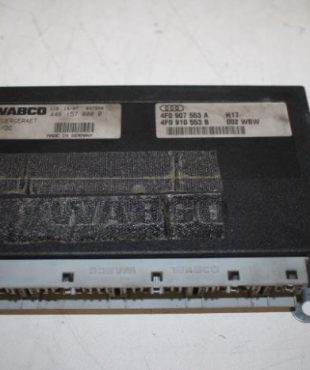 WABCO
446 157 000 0
MADE IN GERMANY
4F0 907 553 A H17
4F0 910 553 B 002 WBW
WABCO
WABCO WABCO